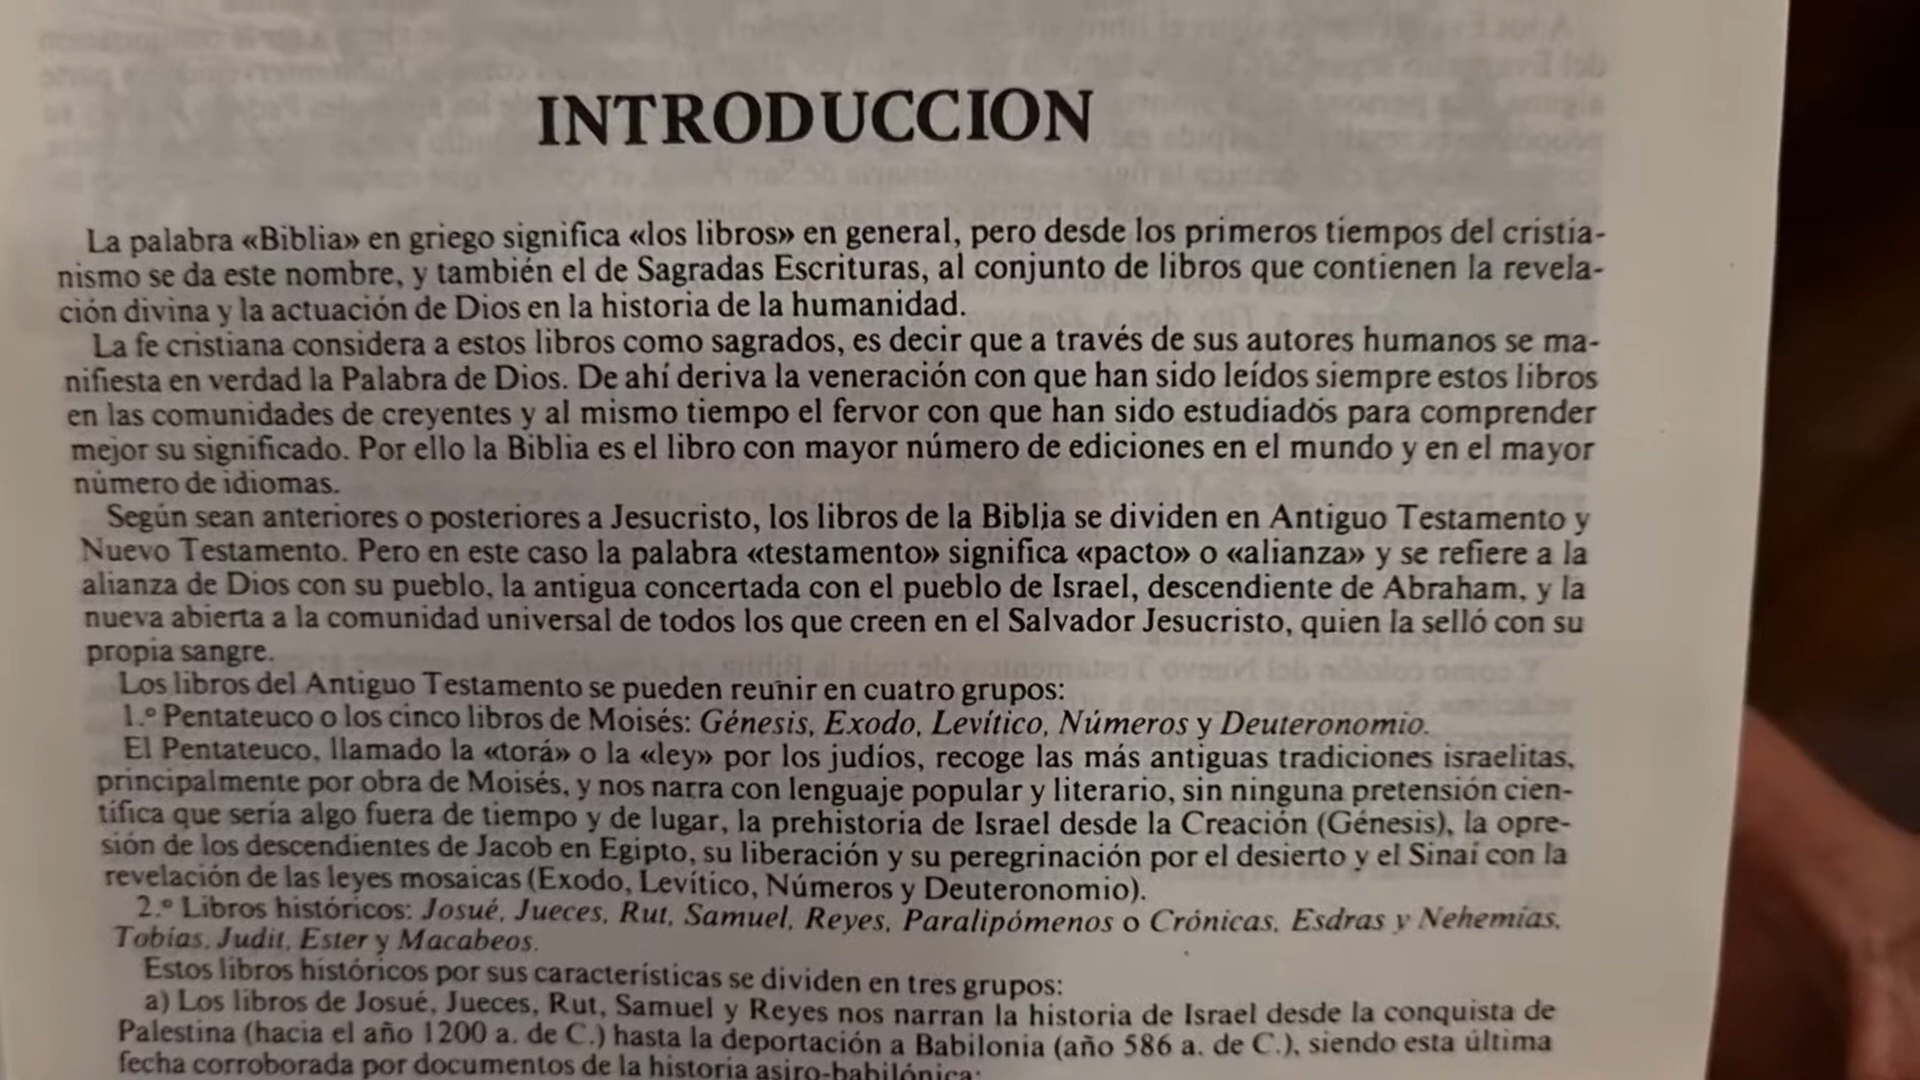 INTRODUCCION
La palabra «Biblia» en griego significa «los libros» en general, pero desde los primeros tiempos del cristia-
nismo se da este nombre, y también el de Sagradas Escrituras, al conjunto de libros que contienen la revela-
ción divina y la actuación de Dios en la historia de la humanidad.
La fe cristiana considera a estos libros como sagrados, es decir que a través de sus autores humanos se ma-
nifiesta en verdad la Palabra de Dios. De ahí deriva la veneración con que han sido leídos siempre estos libros
en las comunidades de creyentes y al mismo tiempo el fervor con que han sido estudiados para comprender
mejor su significado. Por ello la Biblia es el libro con mayor número de ediciones en el mundo y en el mayor
número de idiomas.
Según sean anteriores o posteriores a Jesucristo, los libros de la Biblia se dividen en Antiguo Testamento y
Nuevo Testamento. Pero en este caso la palabra «testamento» significa «pacto» o «alianza» y se refiere a la
alianza de Dios con su pueblo, la antigua concertada con el pueblo de Israel, descendiente de Abraham, y la
nueva abierta a la comunidad universal de todos los que creen en el Salvador Jesucristo, quien la selló con su
propia sangre.
Los libros del Antiguo Testamento se pueden reunir en cuatro grupos:
1.º Pentateuco o los cinco libros de Moisés: Génesis, Exodo, Levítico, Números y Deuteronomio.
El Pentateuco, llamado la «torá» o la «ley» por los judíos, recoge las más antiguas tradiciones israelitas,
principalmente por obra de Moisés, y nos narra con lenguaje popular y literario, sin ninguna pretensión cien-
tífica que sería algo fuera de tiempo y de lugar, la prehistoria de Israel desde la Creación (Génesis), la opre-
sión de los descendientes de Jacob en Egipto, su liberación y su peregrinación por el desierto y el Sinaí con la
revelación de las leyes mosaicas (Exodo, Levítico, Números y Deuteronomio).
2.º Libros históricos: Josué, Jueces, Rut, Samuel, Reyes, Paralipómenos o Crónicas, Esdras y Nehemías,
Tobías, Judit, Ester y Macabeos.
Estos libros históricos por sus características se dividen en tres grupos:
a) Los libros de Josué, Jueces, Rut, Samuel y Reyes nos narran la historia de Israel desde la conquista de
Palestina (hacia el año 1200 a. de C.) hasta la deportación a Babilonia (año 586 a. de C.), siendo esta última
fecha corroborada por documentos de la historia asiro-babilónica;